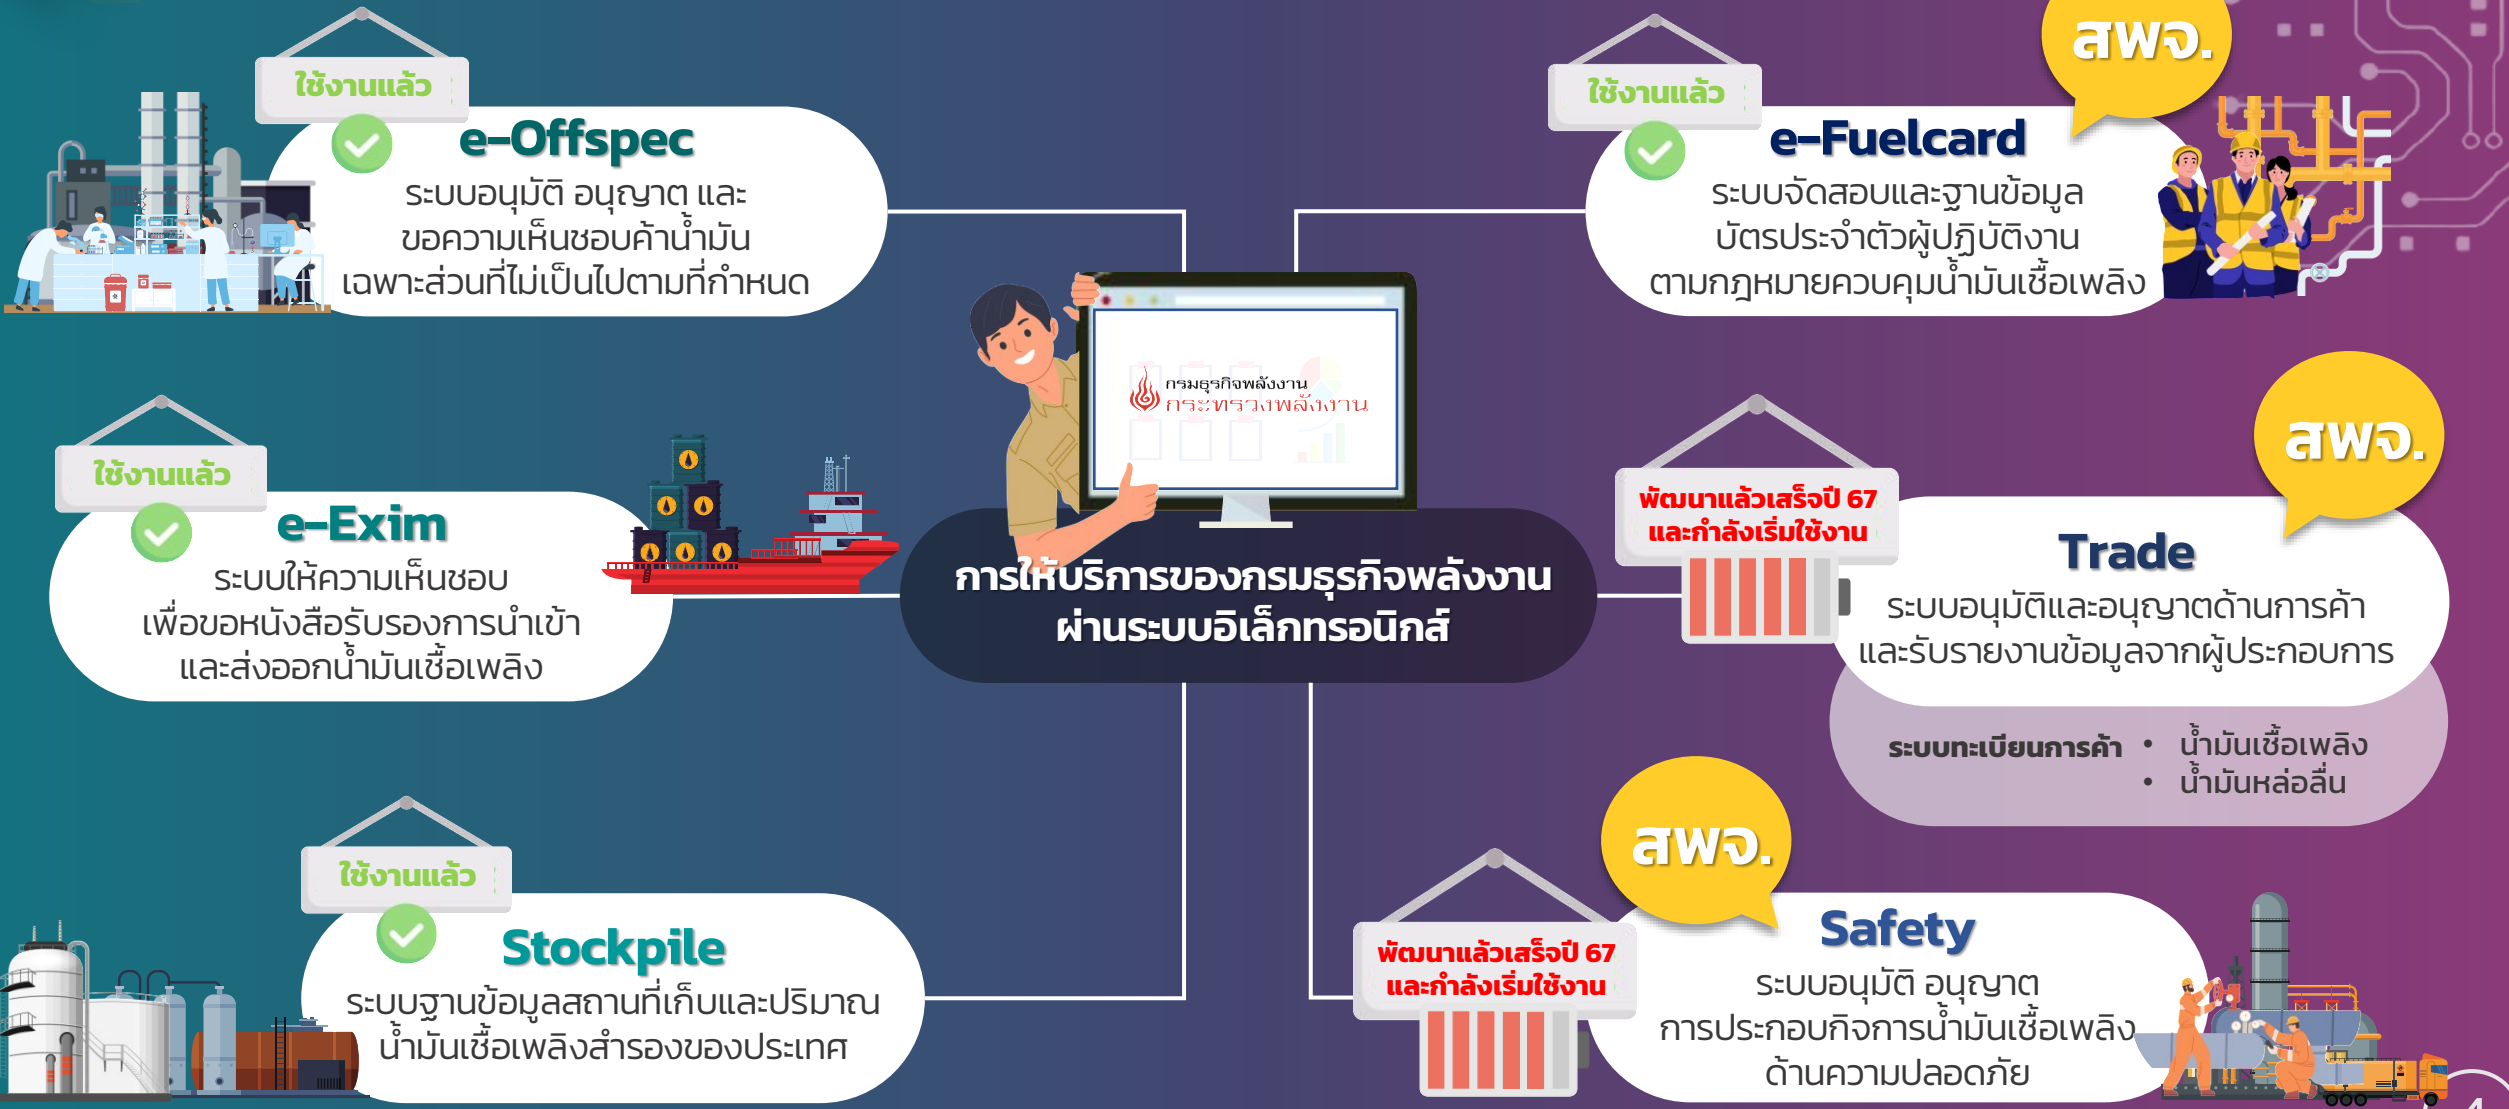 ใช้งานแล้ว
e-Offspec
ระบบอนุมัติ อนุญาต และ
ขอความเห็นชอบค้าน้ำมัน
เฉพาะส่วนที่ไม่เป็นไปตามที่กำหนด
สพจ.
ใช้งานแล้ว
e-Fuelcard
ระบบจัดสอบและฐานข้อมูล
บัตรประจำตัวผู้ปฏิบัติงาน
ตามกฎหมายควบคุมน้ำมันเชื้อเพลิง
กรมธุรกิจพลังงาน
กระทรวงพลังงาน
การให้บริการของกรมธุรกิจพลังงาน
ผ่านระบบอิเล็กทรอนิกส์
ใช้งานแล้ว
e-Exim
ระบบให้ความเห็นชอบ
เพื่อขอหนังสือรับรองการนำเข้า
และส่งออกน้ำมันเชื้อเพลิง
สพจ.
พัฒนาแล้วเสร็จปี 67
และกำลังเริ่มใช้งาน
Trade
ระบบอนุมัติและอนุญาตด้านการค้า
และรับรายงานข้อมูลจากผู้ประกอบการ
ระบบทะเบียนการค้า • น้ำมันเชื้อเพลิง
• น้ำมันหล่อลื่น
ใช้งานแล้ว
Stockpile
ระบบฐานข้อมูลสถานที่เก็บและปริมาณ
น้ำมันเชื้อเพลิงสำรองของประเทศ
สพจ.
พัฒนาแล้วเสร็จปี 67
และกำลังเริ่มใช้งาน
Safety
ระบบอนุมัติ อนุญาต
การประกอบกิจการน้ำมันเชื้อเพลิง
ด้านความปลอดภัย
4